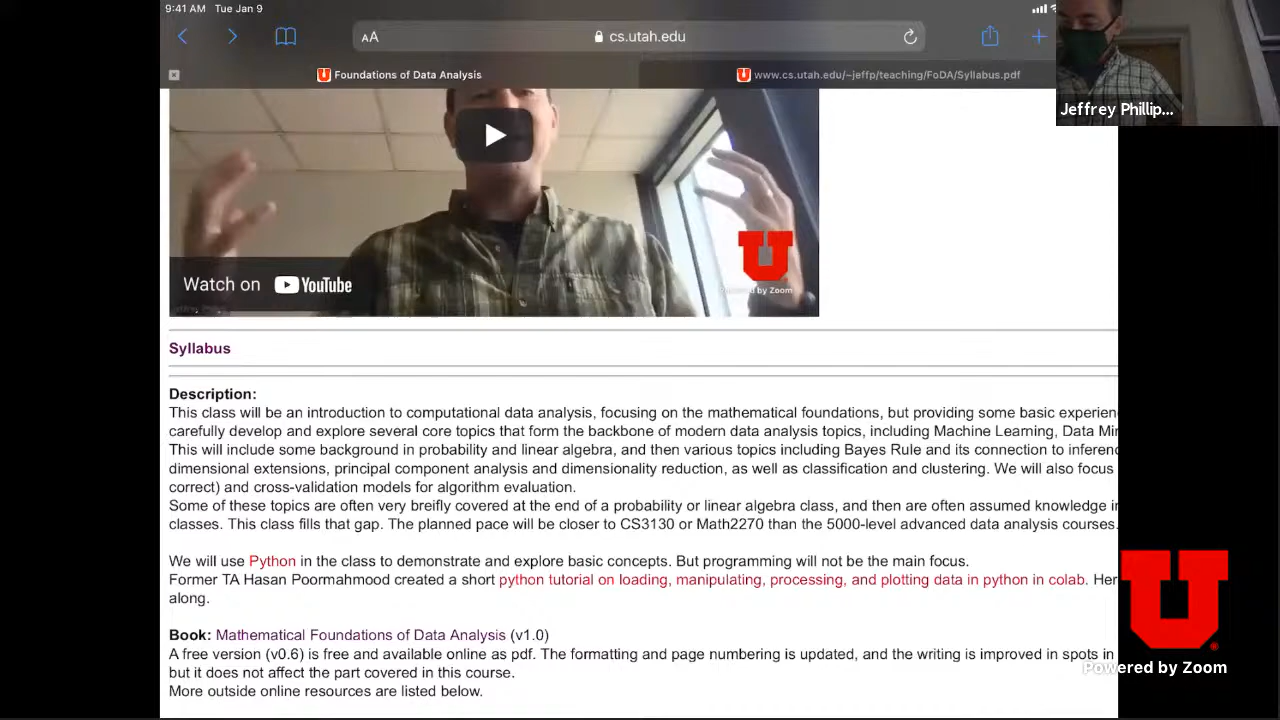 9:41 AM Tue Jan 9
AA
cs.utah.edu
Foundations of Data Analysis
www.cs.utah.edu/~jeffp/teaching/FoDA/Syllabus.pdf
Jeffrey Phillip...
Watch on YouTube
U
by Zoom
Syllabus
Description:
This class will be an introduction to computational data analysis, focusing on the mathematical foundations, but providing some basic experien
carefully develop and explore several core topics that form the backbone of modern data analysis topics, including Machine Learning, Data Mi
This will include some background in probability and linear algebra, and then various topics including Bayes Rule and its connection to inferen
dimensional extensions, principal component analysis and dimensionality reduction, as well as classification and clustering. We will also focus
correct) and cross-validation models for algorithm evaluation.
Some of these topics are often very breifly covered at the end of a probability or linear algebra class, and then are often assumed knowledge i
classes. This class fills that gap. The planned pace will be closer to CS3130 or Math2270 than the 5000-level advanced data analysis courses.
We will use Python in the class to demonstrate and explore basic concepts. But programming will not be the main focus.
Former TA Hasan Poormahmood created a short python tutorial on loading, manipulating, processing, and plotting data in python in colab. Her
along.
Book: Mathematical Foundations of Data Analysis (v1.0)
A free version (v0.6) is free and available online as pdf. The formatting and page numbering is updated, and the writing is improved in spots in
but it does not affect the part covered in this course.
More outside online resources are listed below.
U
Powered by Zoom